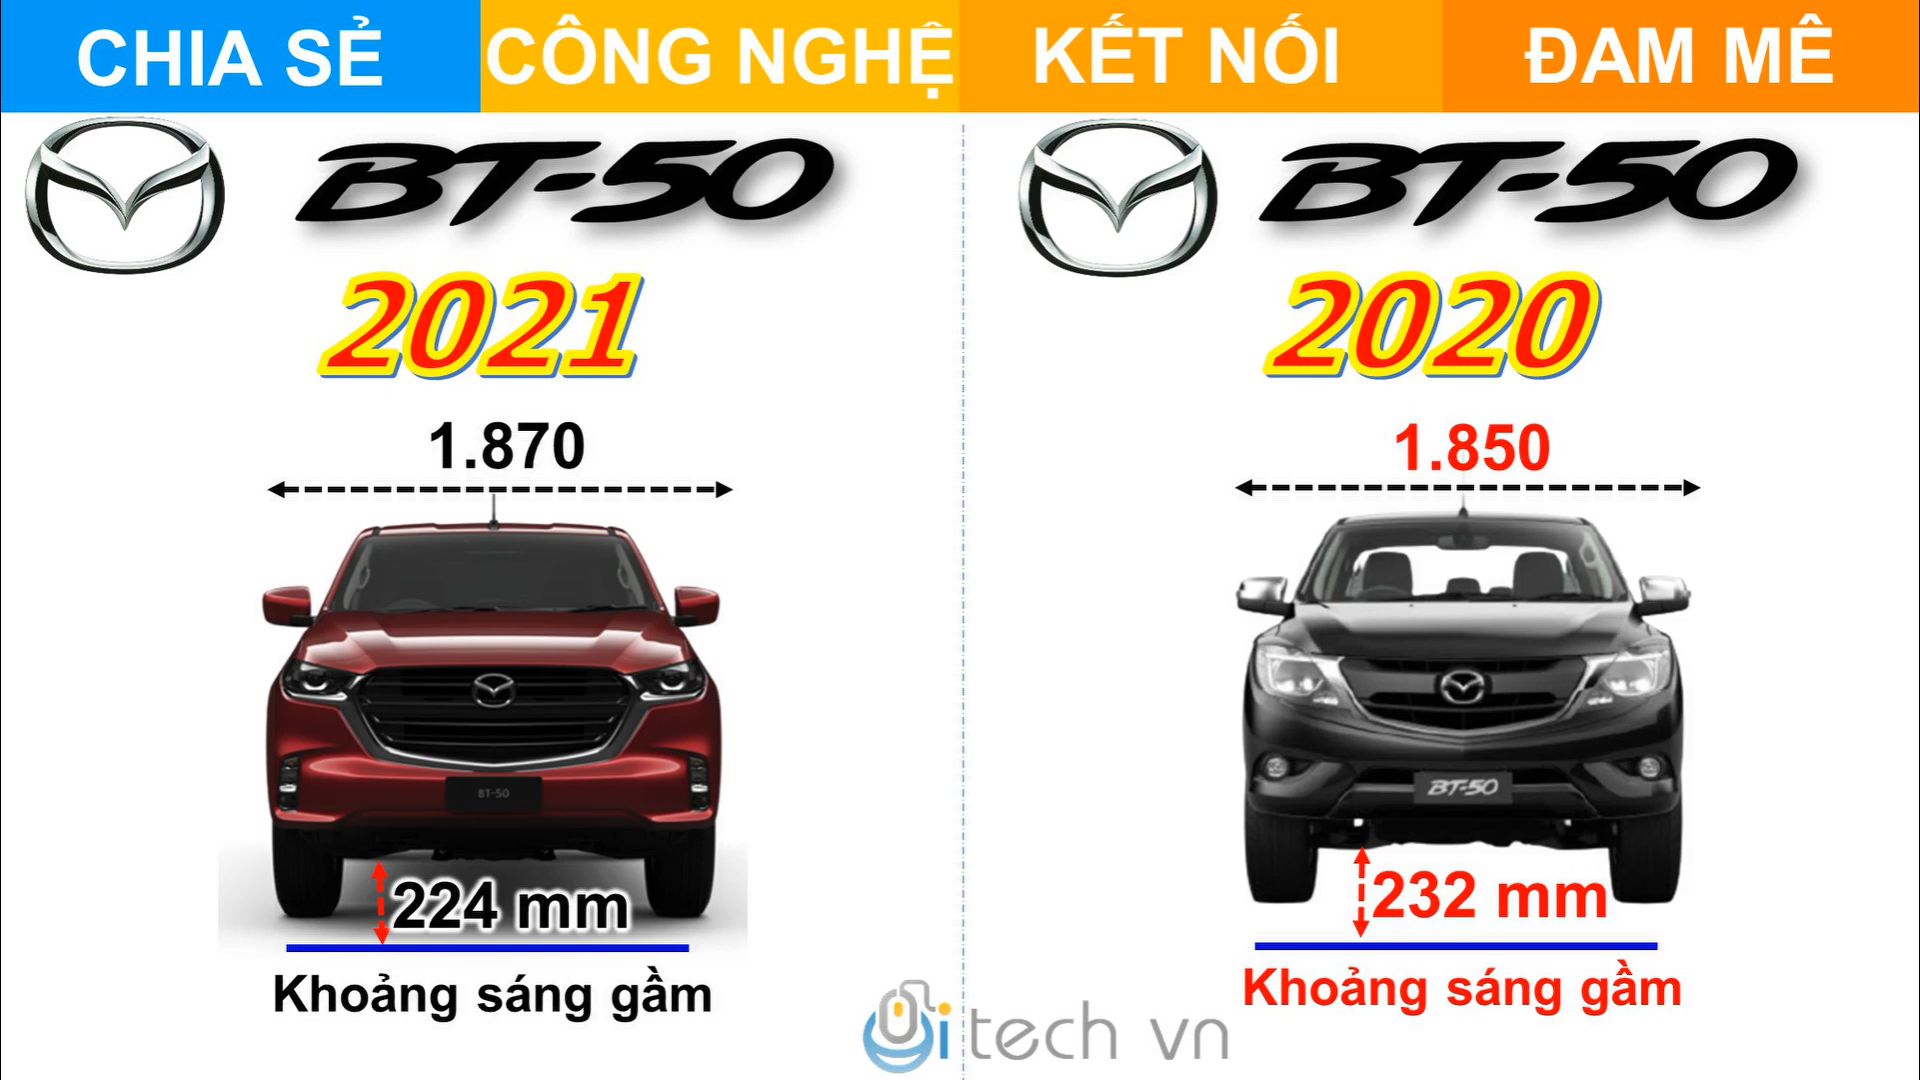 CHIA SẺ
CÔNG NGHỆ
KẾT NỐI
ĐAM MÊ
BT-50
2021
1.870
BT-50
224 mm
Khoảng sáng gầm
BT-50
2020
1.850
BT-50
232 mm
Khoảng sáng gầm
i tech vn